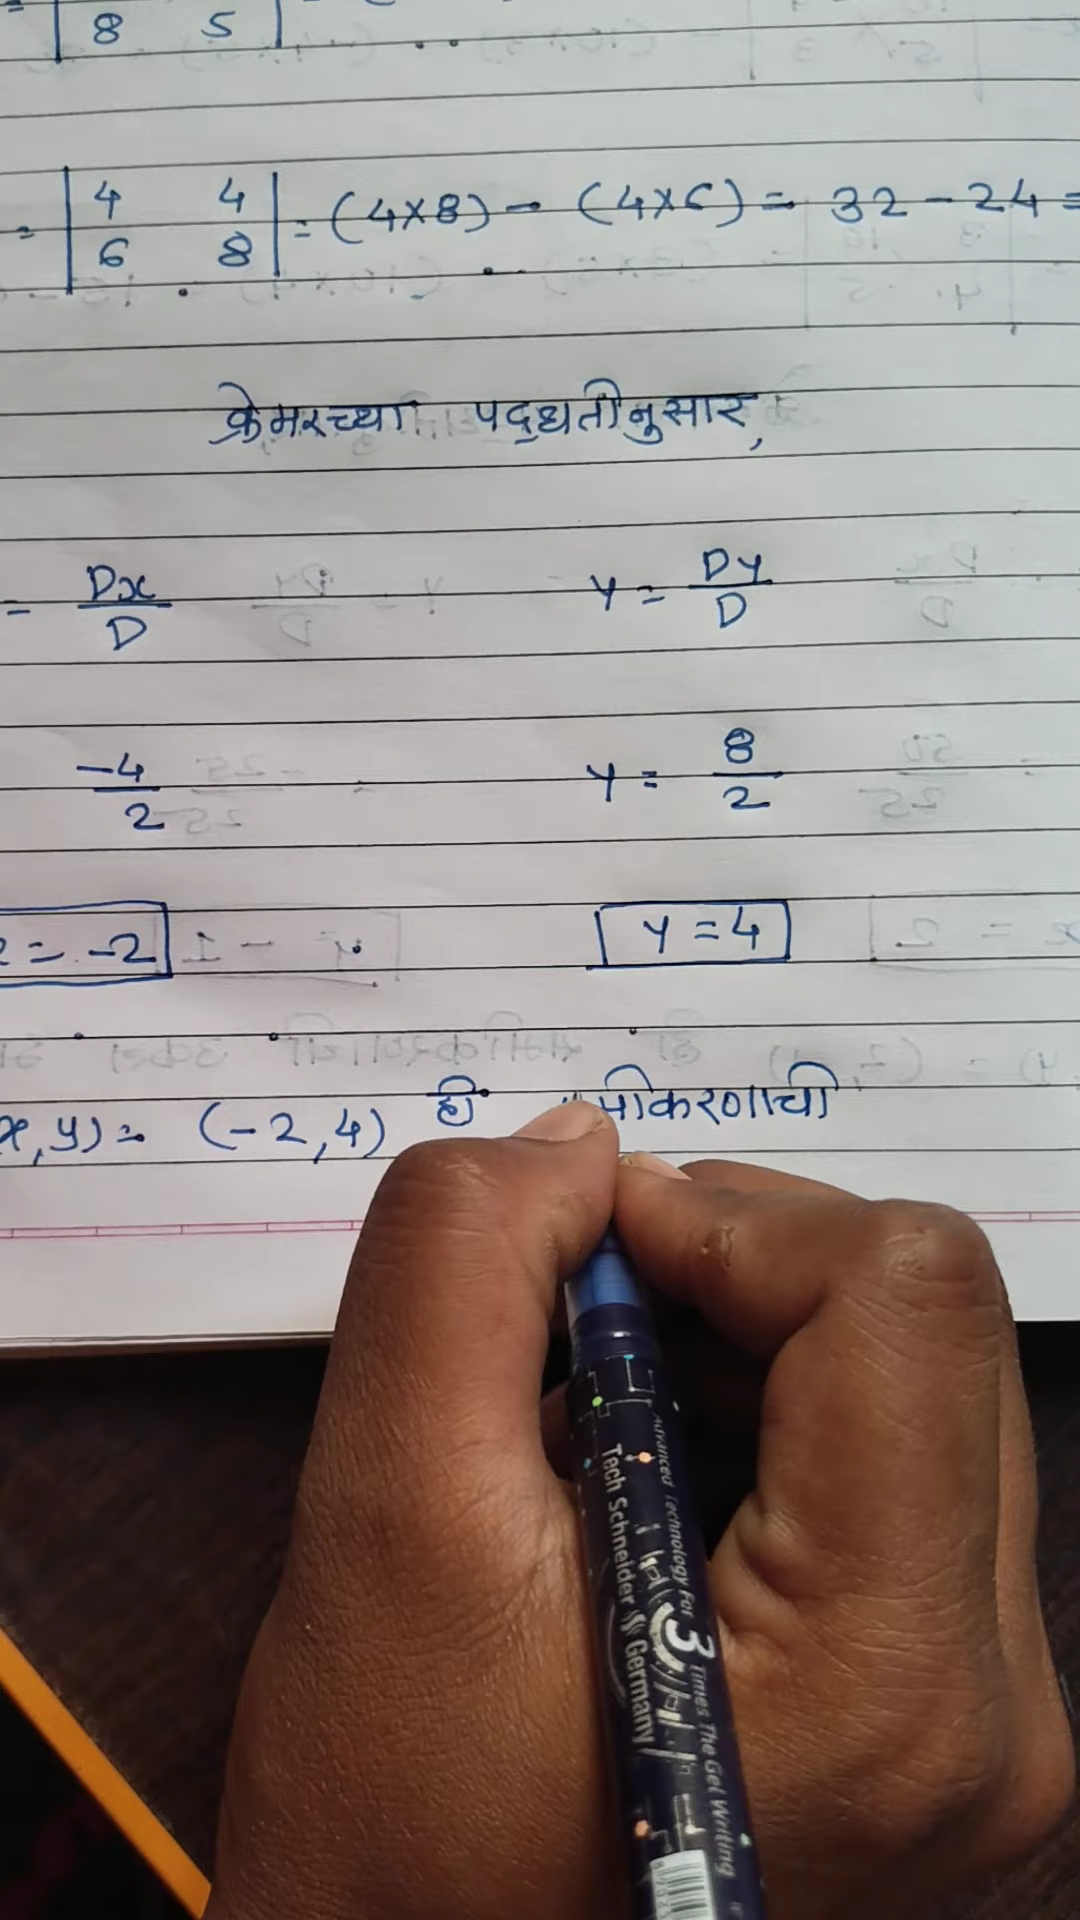 = | 8 5 |
= | 4 4 | = (4×8) - (4×6) = 32 - 24 =
| 6 8 |
क्रेमरच्या पद्धतीनुसार,
= Dx/D y = Dy/D
-4/2 y = 8/2
x = -2 y = 4
x, y) = (-2, 4) ही समीकरणाची
Advanced Technology For 3 Times The Gel Writing
Tech Schneider Germany